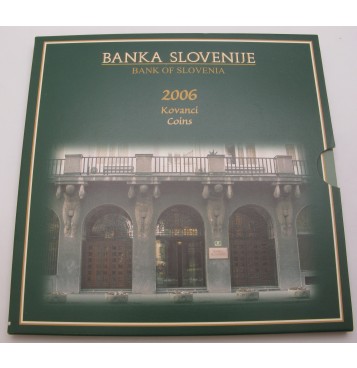 BANKA SLOVENIJE
BANK OF SLOVENIA
2006
Kovanci
Coins